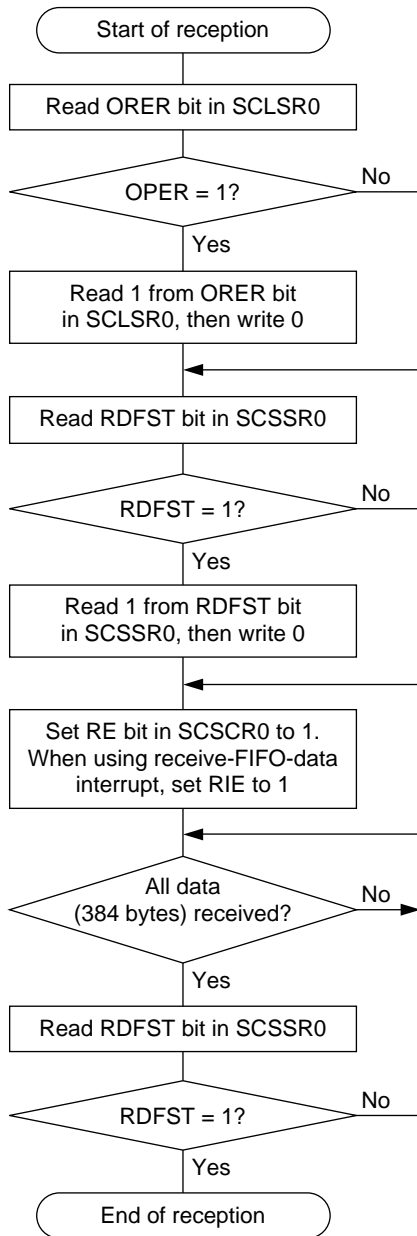 Start of reception
Read ORER bit in SCLSR0
OPER = 1?
No
Yes
Read 1 from ORER bit
in SCLSR0, then write 0
Read RDFST bit in SCSSR0
RDFST = 1?
No
Yes
Read 1 from RDFST bit
in SCSSR0, then write 0
Set RE bit in SCSCR0 to 1.
When using receive-FIFO-data
interrupt, set RIE to 1
All data
(384 bytes) received?
No
Yes
Read RDFST bit in SCSSR0
RDFST = 1?
No
Yes
End of reception